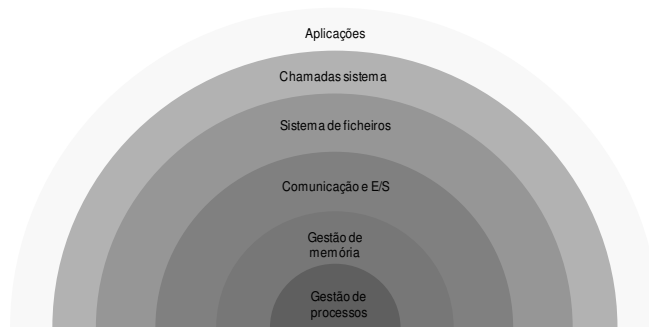 Aplicações
Chamadas sistema
Sistema de ficheiros
Comunicação e E/S
Gestão de
memória
Gestão de
processos